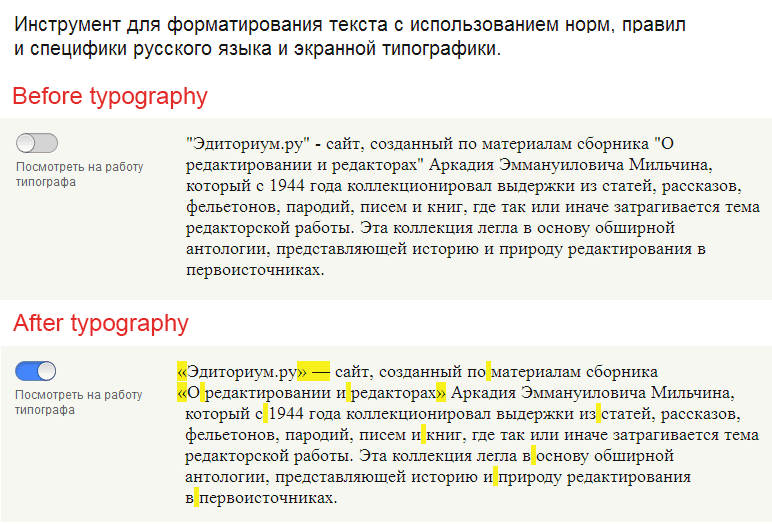 Инструмент для форматирования текста с использованием норм, правил
и специфики русского языка и экранной типографики.
Before typography
Посмотреть на работу
типографа
"Эдиториум.ру" - сайт, созданный по материалам сборника "О
редактировании и редакторах" Аркадия Эммануиловича Мильчина,
который с 1944 года коллекционировал выдержки из статей, рассказов,
фельетонов, пародий, писем и книг, где так или иначе затрагивается тема
редакторской работы. Эта коллекция легла в основу обширной
антологии, представляющей историю и природу редактирования в
первоисточниках.
After typography
Посмотреть на работу
типографа
«Эдиториум.ру» — сайт, созданный по материалам сборника
«О редактировании и редакторах» Аркадия Эммануиловича Мильчина,
который с 1944 года коллекционировал выдержки из статей, рассказов,
фельетонов, пародий, писем и книг, где так или иначе затрагивается тема
редакторской работы. Эта коллекция легла в основу обширной
антологии, представляющей историю и природу редактирования
в первоисточниках.